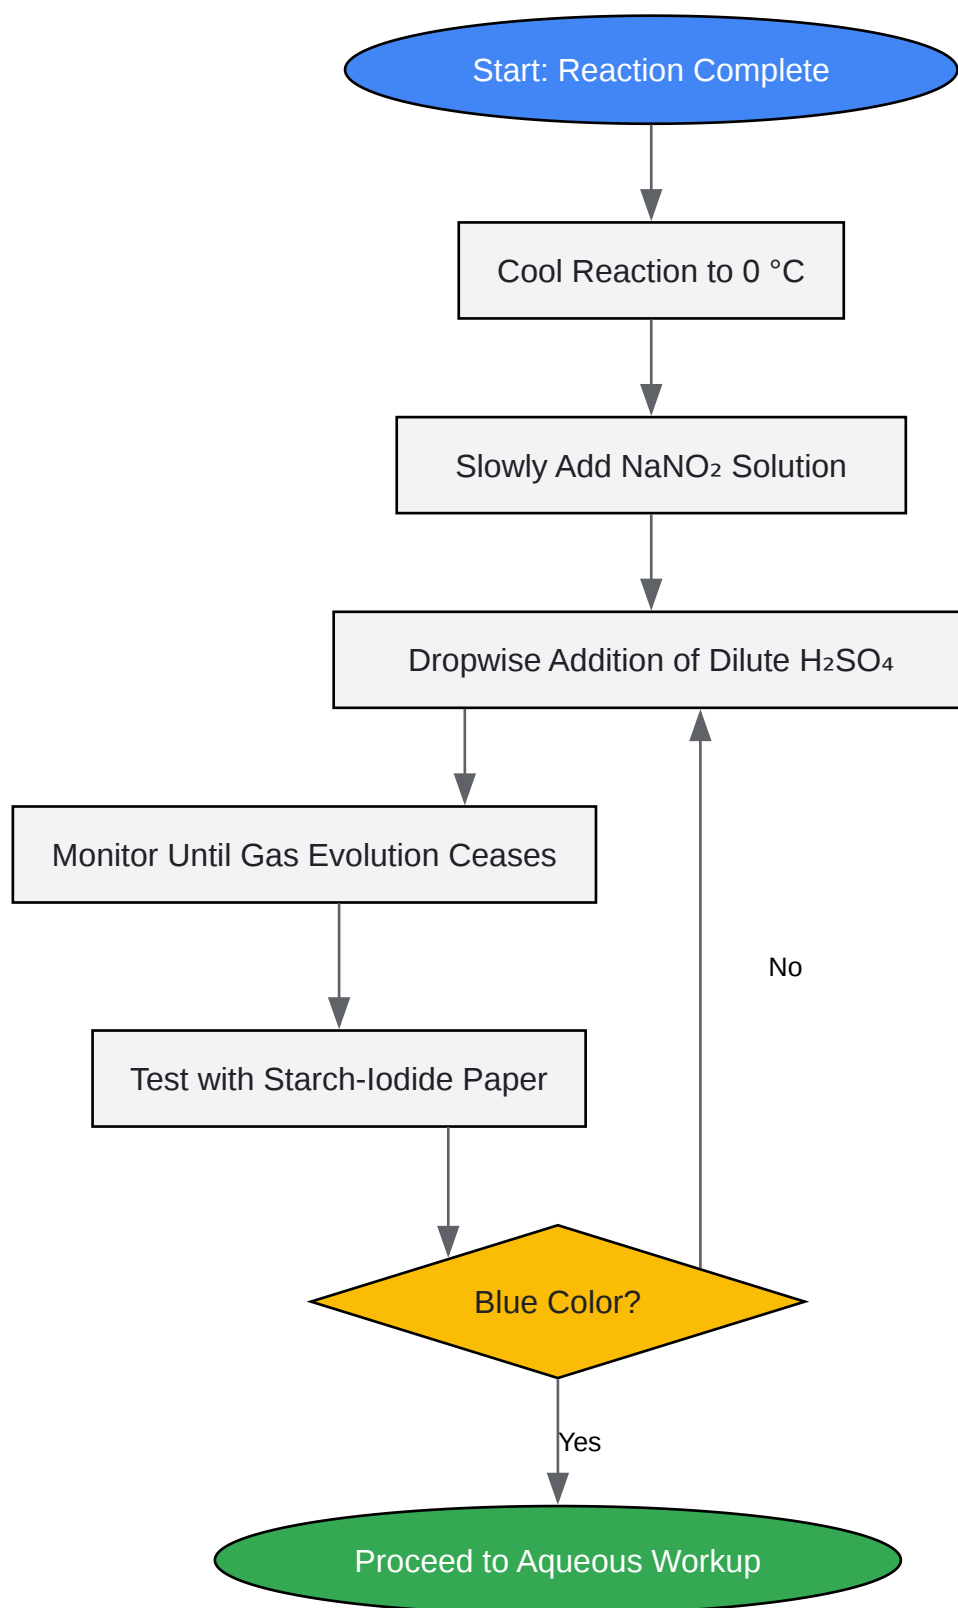 Start: Reaction Complete
Cool Reaction to 0 °C
Slowly Add NaNO₂ Solution
Dropwise Addition of Dilute H₂SO₄
Monitor Until Gas Evolution Ceases
No
Test with Starch-Iodide Paper
Blue Color?
Yes
Proceed to Aqueous Workup